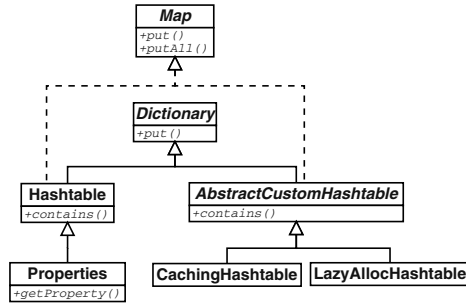 Map
+put()
+putAll()
Dictionary
+put()
Hashtable
+contains()
AbstractCustomHashtable
+contains()
Properties
+getProperty()
CachingHashtable
LazyAllocHashtable